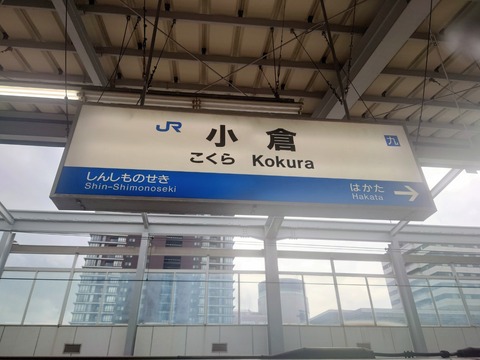 JR 小倉 九
こくら Kokura
しんしものせき はかた →
Shin-Shimonoseki Hakata